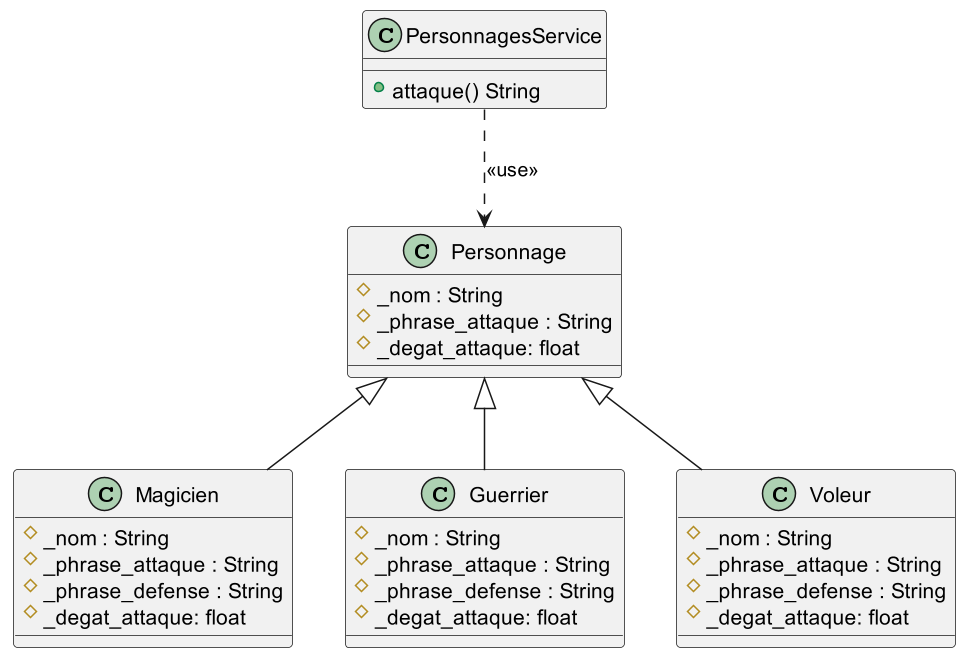 C PersonnagesService
attaque() String
«use»
C Personnage
_nom : String
_phrase_attaque : String
_degat_attaque: float
C Magicien
_nom : String
_phrase_attaque : String
_phrase_defense : String
_degat_attaque: float
C Guerrier
_nom : String
_phrase_attaque : String
_phrase_defense : String
_degat_attaque: float
C Voleur
_nom : String
_phrase_attaque : String
_phrase_defense : String
_degat_attaque: float